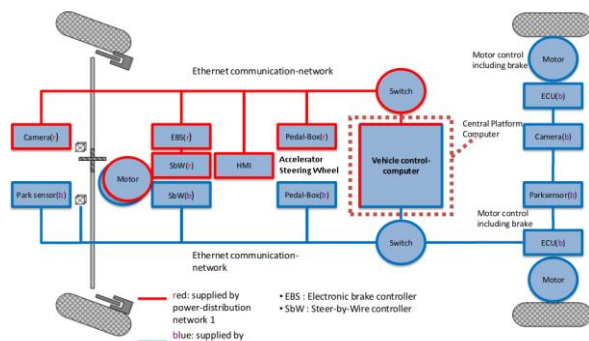 Ethernet communication-network
Switch
Motor control
including brake
Motor
ECU(b)
Camera(r)
EBS(r)
Pedal-Box(r)
Central Platform
Computer
Camera(b)
SbW(r)
HMI
Accelerator
Steering Wheel
Vehicle control-
computer
Motor
Park sensor(b)
SbW(b)
Pedal-Box(b)
Parksensor(b)
Motor control
including brake
Switch
ECU(b)
Ethernet communication-
network
Motor
red: supplied by
power-distribution
network 1
• EBS : Electronic brake controller
• SbW : Steer-by-Wire controller
blue: supplied by